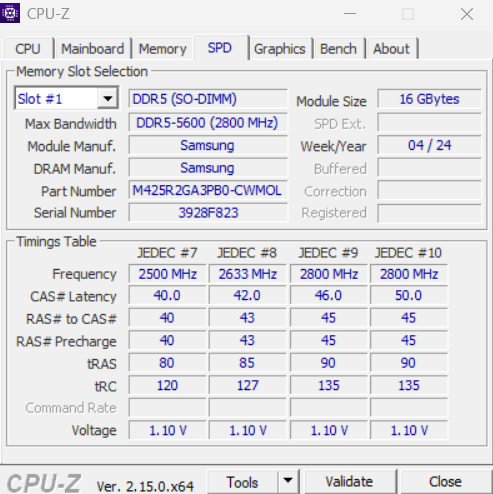 CPU-Z
CPU Mainboard Memory SPD Graphics Bench About
Memory Slot Selection
Slot #1 DDR5 (SO-DIMM) Module Size 16 GBytes
Max Bandwidth DDR5-5600 (2800 MHz) SPD Ext.
Module Manuf. Samsung Week/Year 04 / 24
DRAM Manuf. Samsung Buffered
Part Number M425R2GA3PB0-CWMOL Correction
Serial Number 3928F823 Registered
Timings Table
JEDEC #7 JEDEC #8 JEDEC #9 JEDEC #10
Frequency 2500 MHz 2633 MHz 2800 MHz 2800 MHz
CAS# Latency 40.0 42.0 46.0 50.0
RAS# to CAS# 40 43 45 45
RAS# Precharge 40 43 45 45
tRAS 80 85 90 90
tRC 120 127 135 135
Command Rate
Voltage 1.10 V 1.10 V 1.10 V 1.10 V
CPU-Z Ver. 2.15.0.x64 Tools Validate Close